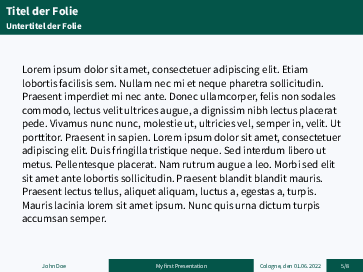 Titel der Folie
Untertitel der Folie
Lorem ipsum dolor sit amet, consectetuer adipiscing elit. Etiam
lobortis facilisis sem. Nullam nec mi et neque pharetra sollicitudin.
Praesent imperdiet mi nec ante. Donec ullamcorper, felis non sodales
commodo, lectus velit ultrices augue, a dignissim nibh lectus placerat
pede. Vivamus nunc nunc, molestie ut, ultricies vel, semper in, velit. Ut
porttitor. Praesent in sapien. Lorem ipsum dolor sit amet, consectetuer
adipiscing elit. Duis fringilla tristique neque. Sed interdum libero ut
metus. Pellentesque placerat. Nam rutrum augue a leo. Morbi sed elit
sit amet ante lobortis sollicitudin. Praesent blandit blandit mauris.
Praesent lectus tellus, aliquet aliquam, luctus a, egestas a, turpis.
Mauris lacinia lorem sit amet ipsum. Nunc quis urna dictum turpis
accumsan semper.
John Doe My first Presentation Cologne, den 01.06.2022 5/8